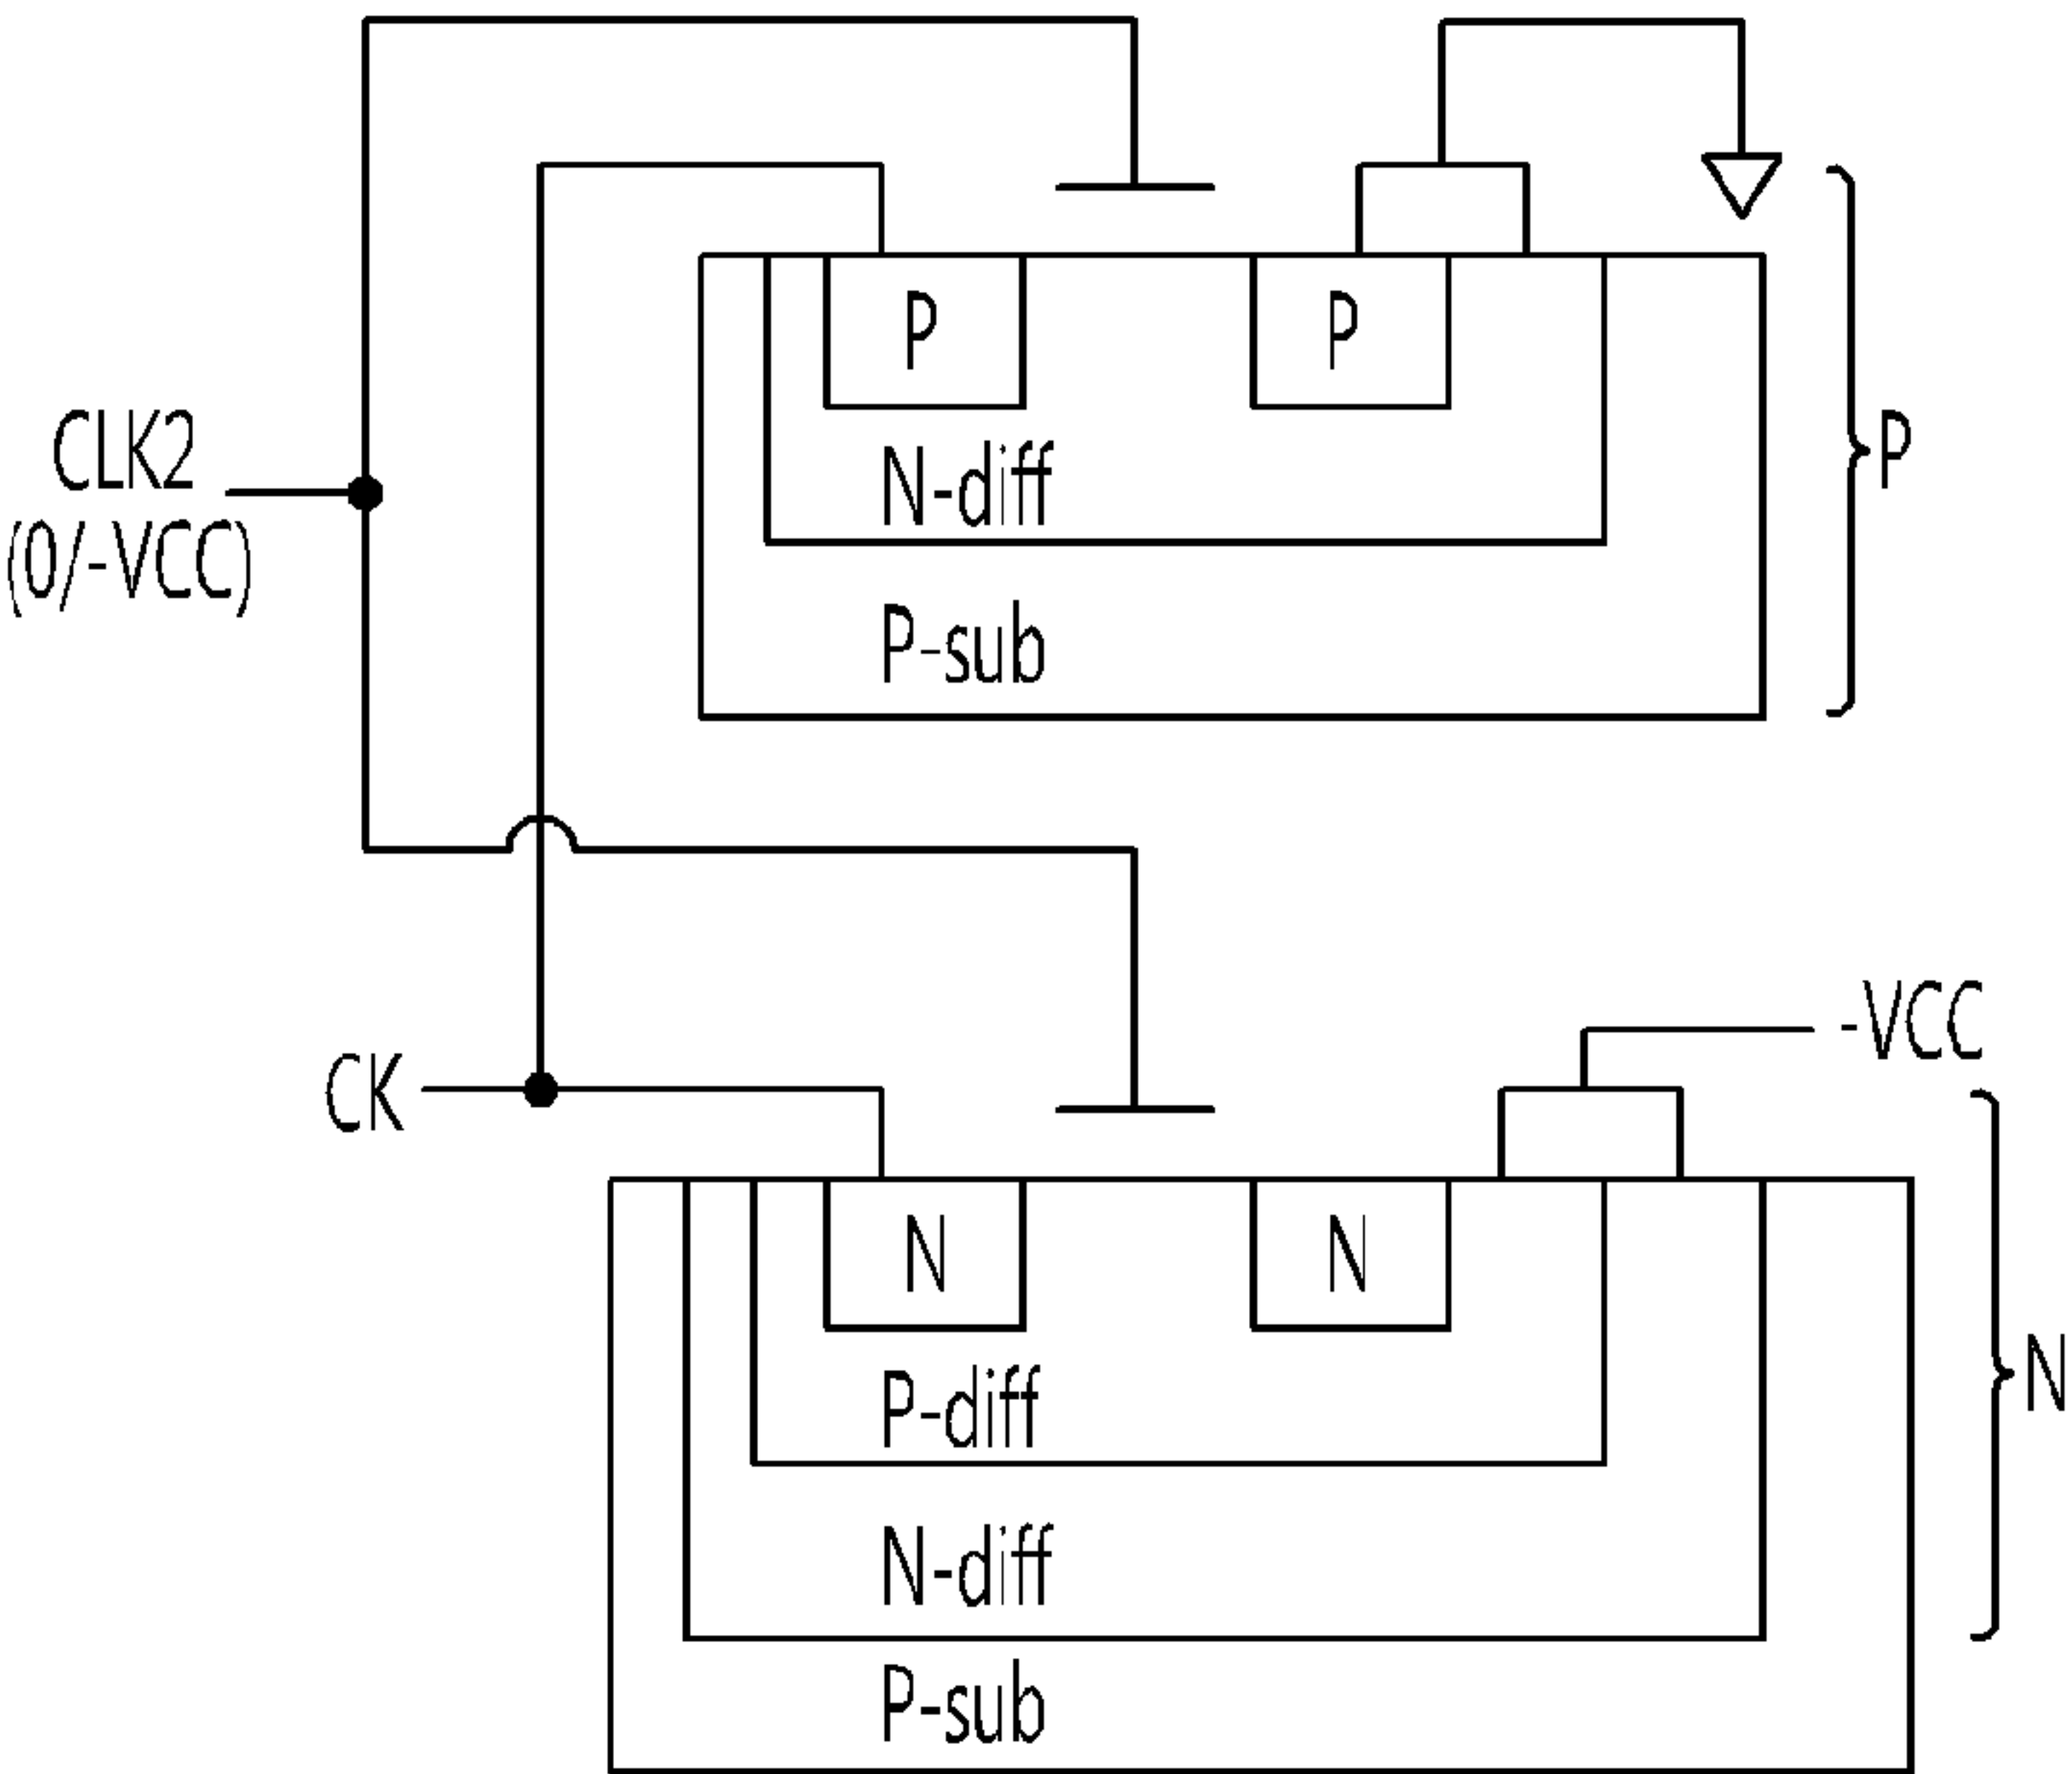 P
P
CLK2
(0/-VCC)
N-diff
P
P-sub
-VCC
CK
N
N
P-diff
N
N-diff
P-sub